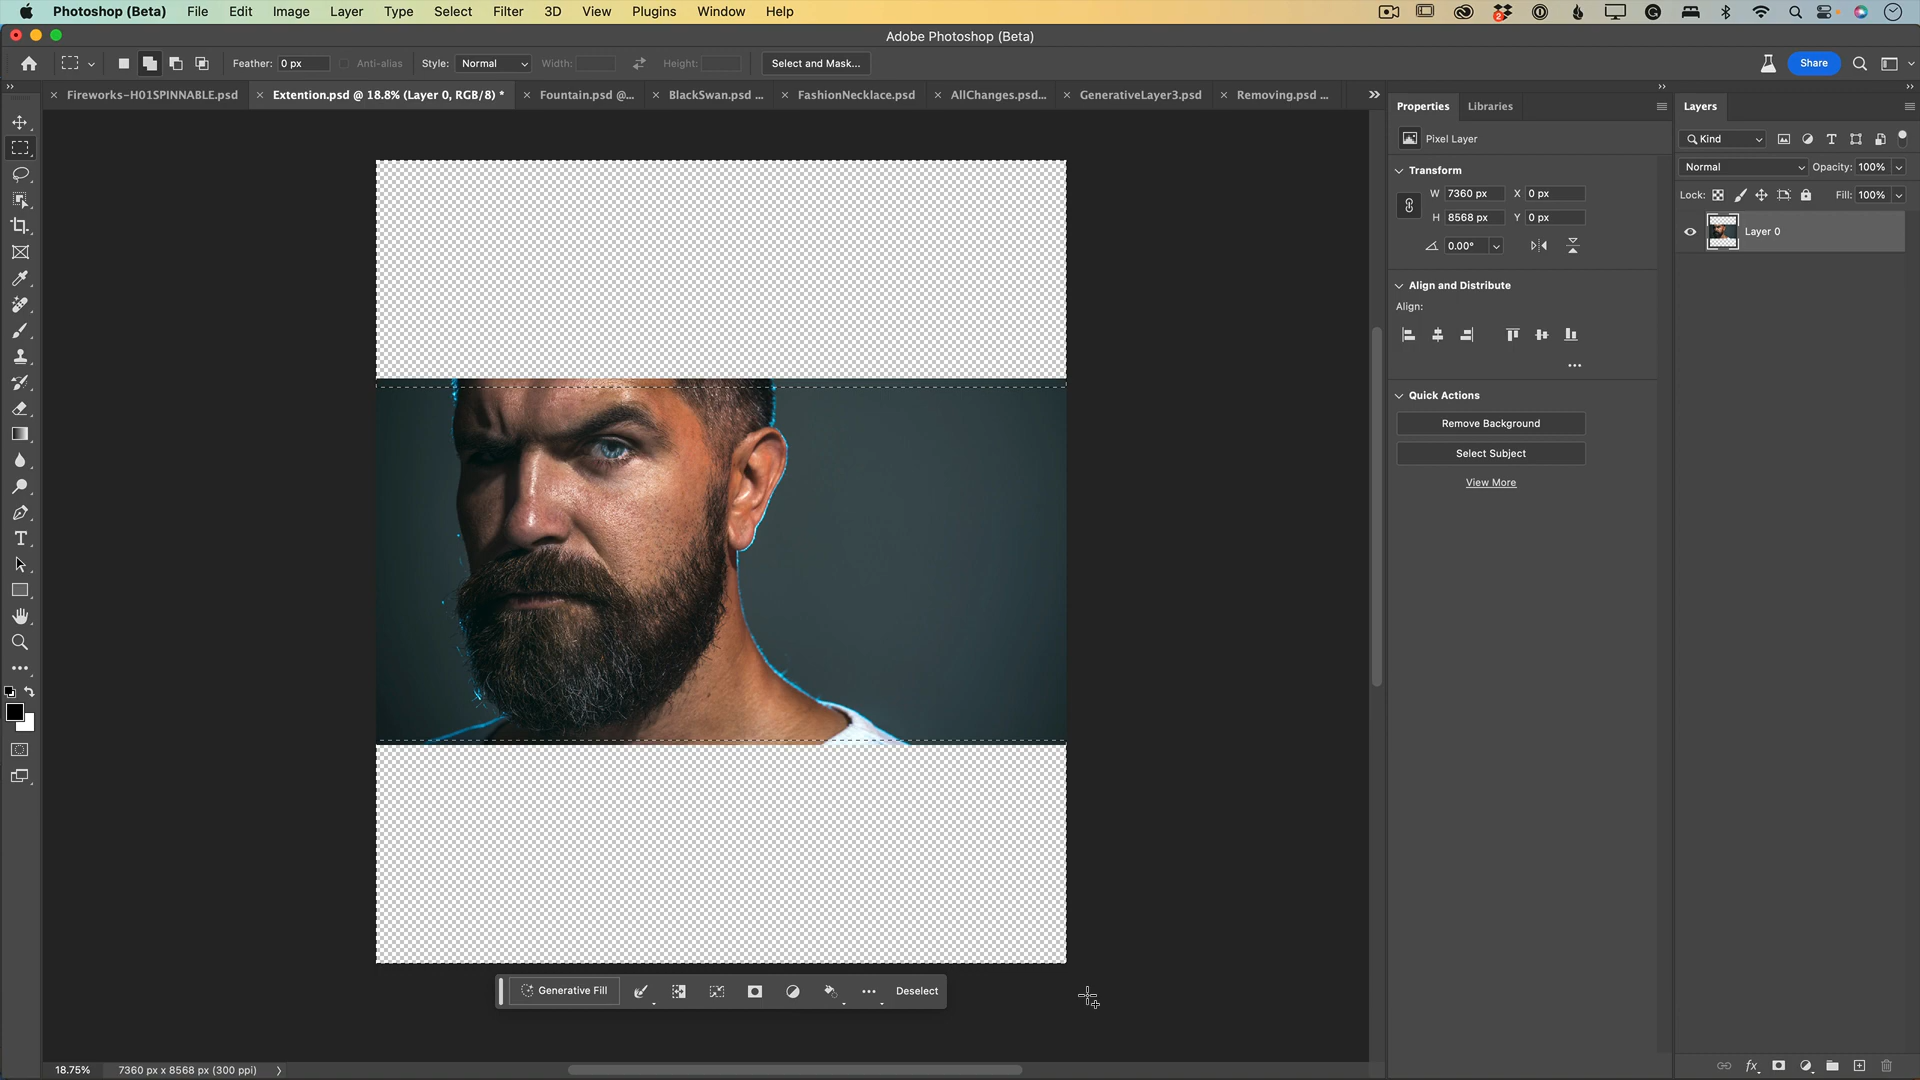 Photoshop (Beta) File Edit Image Layer Type Select Filter 3D View Plugins Window Help
Adobe Photoshop (Beta)
Feather: 0 px Anti-alias Style: Normal Width: Height: Select and Mask... Share
Fireworks-H01SPINNABLE.psd Extention.psd @ 18.8% (Layer 0, RGB/8) * Fountain.psd @... BlackSwan.psd ... FashionNecklace.psd AllChanges.psd... GenerativeLayer3.psd Removing.psd ...
Properties Libraries
Pixel Layer
Transform
W 7360 px X 0 px
H 8568 px Y 0 px
0.00°
Align and Distribute
Align:
Quick Actions
Remove Background
Select Subject
View More
Layers
Kind
Normal Opacity: 100%
Lock: Fill: 100%
Layer 0
Generative Fill Deselect
18.75% 7360 px x 8568 px (300 ppi)